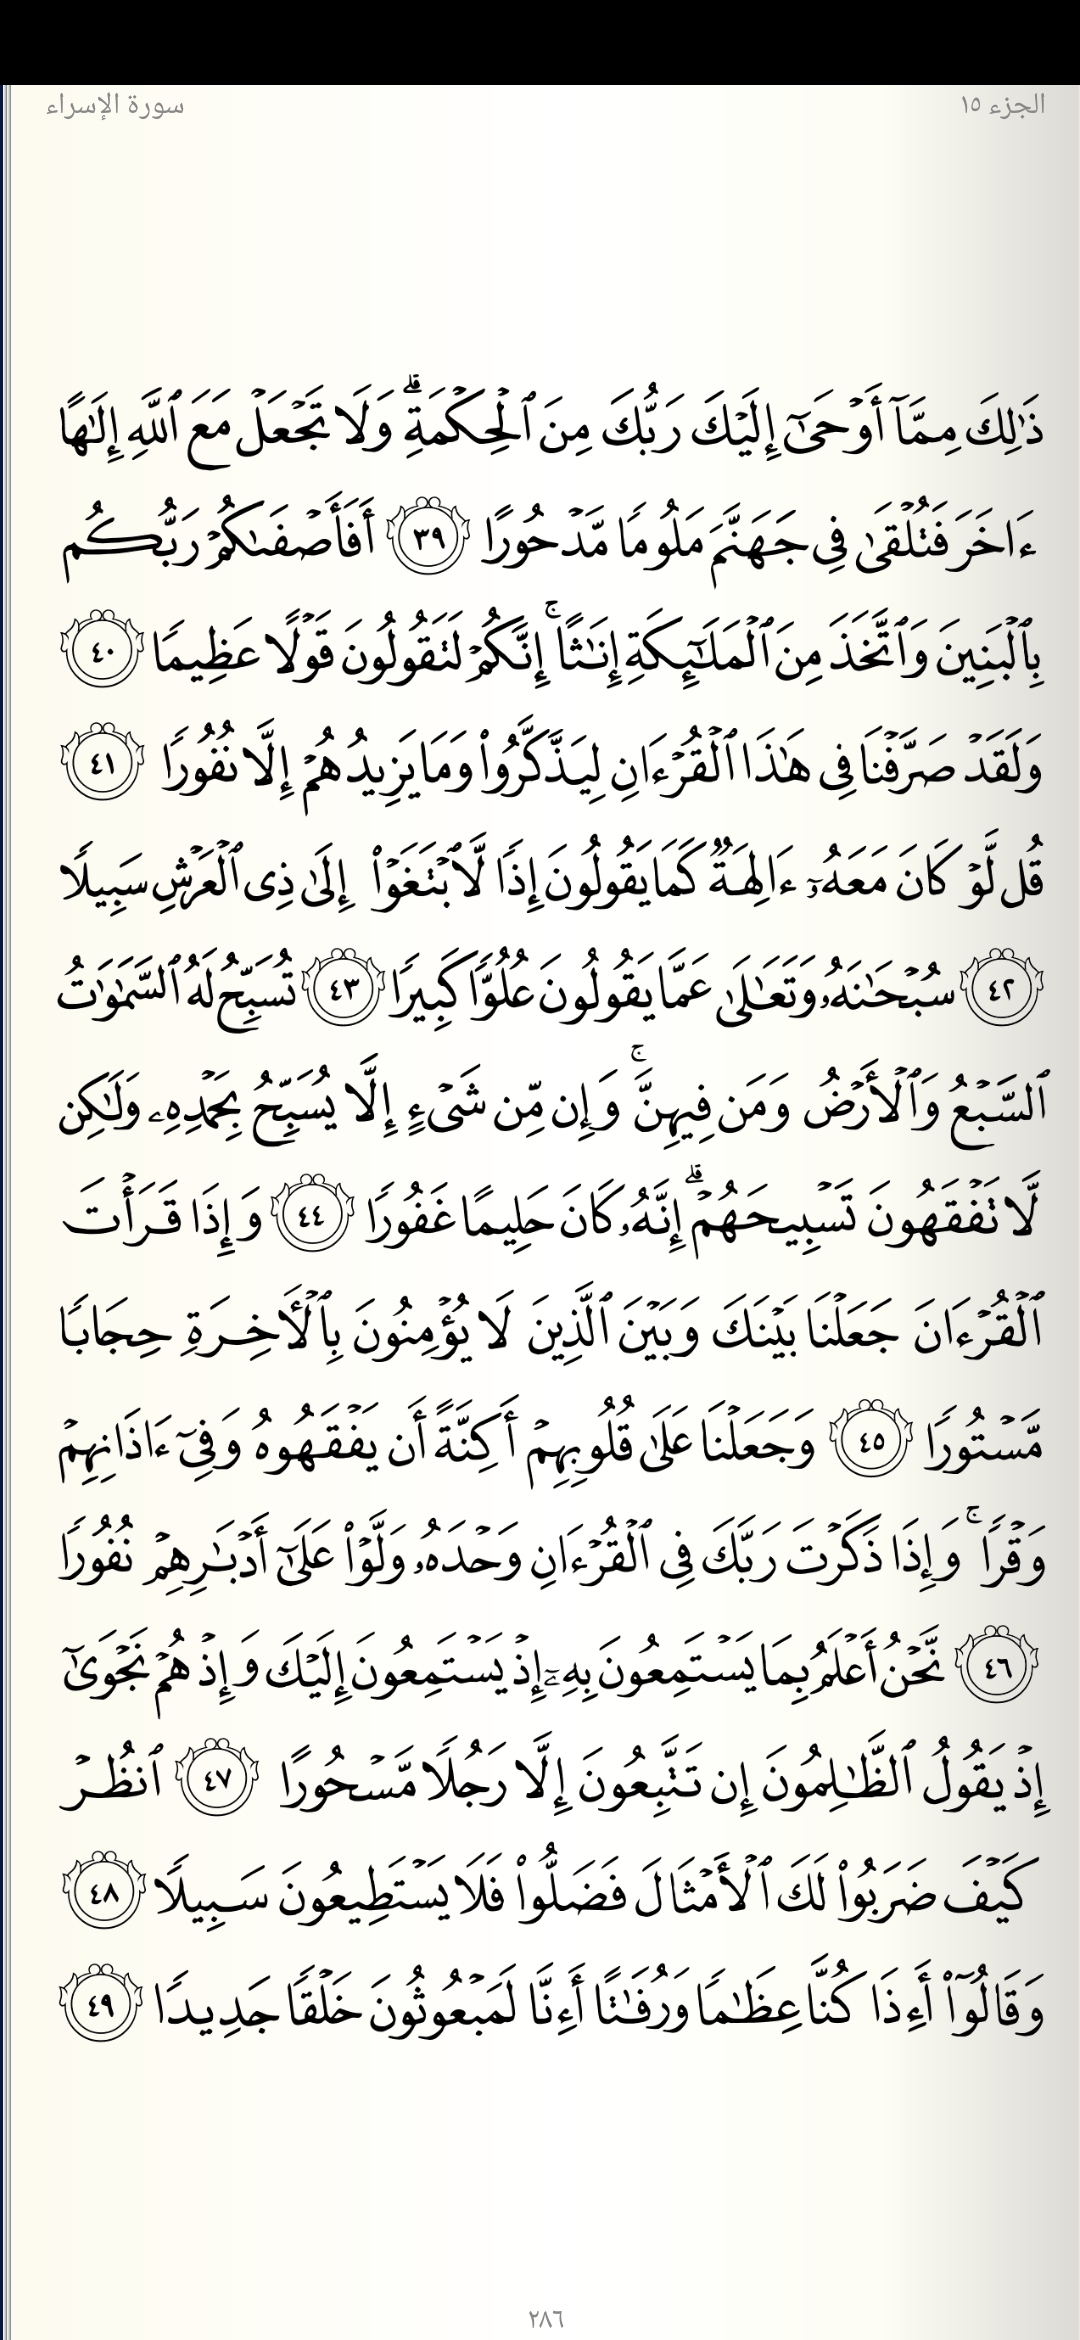 الجزء ١٥
سورة الإسراء
ذَٰلِكَ مِمَّآ أَوۡحَىٰٓ إِلَيۡكَ رَبُّكَ مِنَ ٱلۡحِكۡمَةِۗ وَلَا تَجۡعَلۡ مَعَ ٱللَّهِ إِلَٰهًا
ءَاخَرَ فَتُلۡقَىٰ فِي جَهَنَّمَ مَلُومٗا مَّدۡحُورًا ٣٩ أَفَأَصۡفَىٰكُمۡ رَبُّكُم
بِٱلۡبَنِينَ وَٱتَّخَذَ مِنَ ٱلۡمَلَٰٓئِكَةِ إِنَٰثًاۚ إِنَّكُمۡ لَتَقُولُونَ قَوۡلًا عَظِيمٗا ٤٠
وَلَقَدۡ صَرَّفۡنَا فِي هَٰذَا ٱلۡقُرۡءَانِ لِيَذَّكَّرُواْ وَمَا يَزِيدُهُمۡ إِلَّا نُفُورٗا ٤١
قُل لَّوۡ كَانَ مَعَهُۥٓ ءَالِهَةٞ كَمَا يَقُولُونَ إِذٗا لَّٱبۡتَغَوۡاْ إِلَىٰ ذِي ٱلۡعَرۡشِ سَبِيلٗا
٤٢ سُبۡحَٰنَهُۥ وَتَعَٰلَىٰ عَمَّا يَقُولُونَ عُلُوّٗا كَبِيرٗا ٤٣ تُسَبِّحُ لَهُ ٱلسَّمَٰوَٰتُ
ٱلسَّبۡعُ وَٱلۡأَرۡضُ وَمَن فِيهِنَّۚ وَإِن مِّن شَيۡءٍ إِلَّا يُسَبِّحُ بِحَمۡدِهِۦ وَلَٰكِن
لَّا تَفۡقَهُونَ تَسۡبِيحَهُمۡۗ إِنَّهُۥ كَانَ حَلِيمًا غَفُورٗا ٤٤ وَإِذَا قَرَأۡتَ
ٱلۡقُرۡءَانَ جَعَلۡنَا بَيۡنَكَ وَبَيۡنَ ٱلَّذِينَ لَا يُؤۡمِنُونَ بِٱلۡأٓخِرَةِ حِجَابٗا
مَّسۡتُورٗا ٤٥ وَجَعَلۡنَا عَلَىٰ قُلُوبِهِمۡ أَكِنَّةً أَن يَفۡقَهُوهُ وَفِيٓ ءَاذَانِهِمۡ
وَقۡرٗاۚ وَإِذَا ذَكَرۡتَ رَبَّكَ فِي ٱلۡقُرۡءَانِ وَحۡدَهُۥ وَلَّوۡاْ عَلَىٰٓ أَدۡبَٰرِهِمۡ نُفُورٗا
٤٦ نَّحۡنُ أَعۡلَمُ بِمَا يَسۡتَمِعُونَ بِهِۦٓ إِذۡ يَسۡتَمِعُونَ إِلَيۡكَ وَإِذۡ هُمۡ نَجۡوَىٰٓ
إِذۡ يَقُولُ ٱلظَّٰلِمُونَ إِن تَتَّبِعُونَ إِلَّا رَجُلٗا مَّسۡحُورًا ٤٧ ٱنظُرۡ
كَيۡفَ ضَرَبُواْ لَكَ ٱلۡأَمۡثَالَ فَضَلُّواْ فَلَا يَسۡتَطِيعُونَ سَبِيلٗا ٤٨
وَقَالُوٓاْ أَءِذَا كُنَّا عِظَٰمٗا وَرُفَٰتًا أَءِنَّا لَمَبۡعُوثُونَ خَلۡقٗا جَدِيدٗا ٤٩
٢٨٦